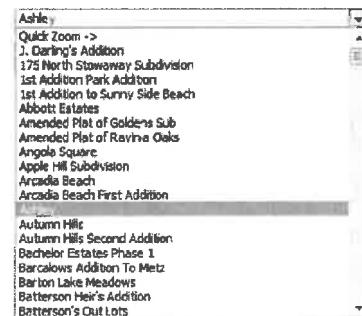 Ashley
Quick Zoom ->
J. Darling's Addition
175 North Stowaway Subdivision
1st Addition Park Addition
1st Addition to Sunny Side Beach
Abbott Estates
Amended Plat of Goldens Sub
Amended Plat of Ravina Oaks
Angola Square
Apple Hill Subdivision
Arcadia Beach
Arcadia Beach First Addition
Ashley
Autumn Hills
Autumn Hills Second Addition
Bachelor Estates Phase 1
Barcalows Addition To Metz
Barton Lake Meadows
Batterson Heir's Addition
Batterson's Out Lots